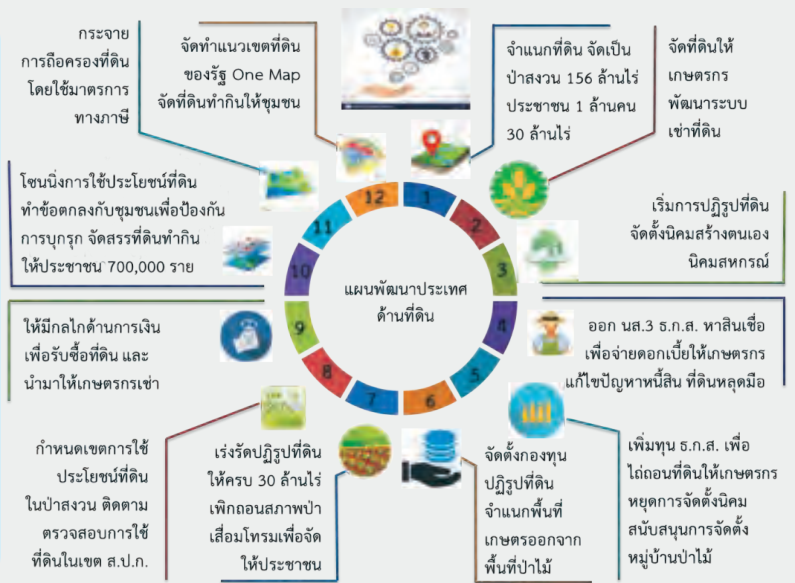 แผนพัฒนาประเทศ
ด้านที่ดิน
1
จำแนกที่ดิน จัดเป็น
ป่าสงวน 156 ล้านไร่
ประชาชน 1 ล้านคน
30 ล้านไร่
2
จัดที่ดินให้
เกษตรกร
พัฒนาระบบ
เช่าที่ดิน
3
เริ่มการปฏิรูปที่ดิน
จัดตั้งนิคมสร้างตนเอง
นิคมสหกรณ์
4
ออก นส.3 ธ.ก.ส. หาสินเชื่อ
เพื่อจ่ายดอกเบี้ยให้เกษตรกร
แก้ไขปัญหาหนี้สิน ที่ดินหลุดมือ
5
เพิ่มทุน ธ.ก.ส. เพื่อ
ไถ่ถอนที่ดินให้เกษตรกร
หยุดการจัดตั้งนิคม
สนับสนุนการจัดตั้ง
หมู่บ้านป่าไม้
6
จัดตั้งกองทุน
ปฏิรูปที่ดิน
จำแนกพื้นที่
เกษตรออกจาก
พื้นที่ป่าไม้
7
เร่งรัดปฏิรูปที่ดิน
ให้ครบ 30 ล้านไร่
เพิกถอนสภาพป่า
เสื่อมโทรมเพื่อจัด
ให้ประชาชน
8
กำหนดเขตการใช้
ประโยชน์ที่ดิน
ในป่าสงวน ติดตาม
ตรวจสอบการใช้
ที่ดินในเขต ส.ป.ก.
9
ให้มีกลไกด้านการเงิน
เพื่อรับซื้อที่ดิน และ
นำมาให้เกษตรกรเช่า
10
โซนนิ่งการใช้ประโยชน์ที่ดิน
ทำข้อตกลงกับชุมชนเพื่อป้องกัน
การบุกรุก จัดสรรที่ดินทำกิน
ให้ประชาชน 700,000 ราย
11
กระจาย
การถือครองที่ดิน
โดยใช้มาตรการ
ทางภาษี
12
จัดทำแนวเขตที่ดิน
ของรัฐ One Map
จัดที่ดินทำกินให้ชุมชน